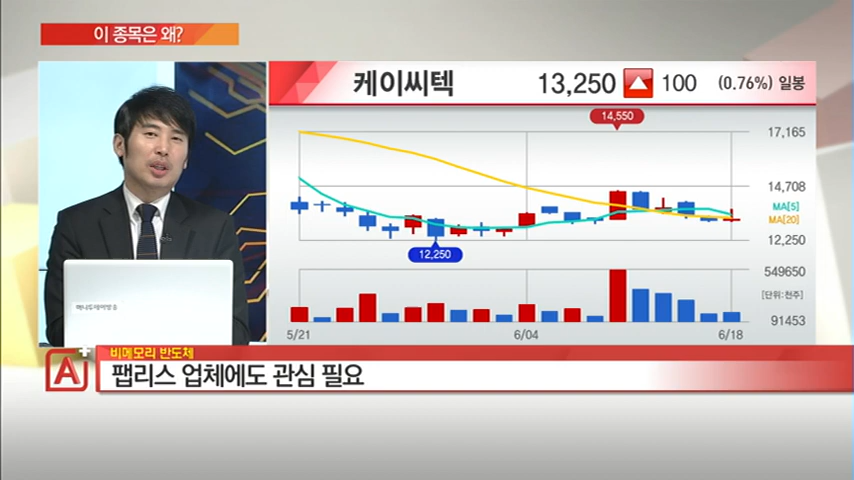 이 종목은 왜?
케이씨텍 13,250 100 (0.76%) 일봉
14,550
17,165
14,708
MA[5]
MA[20]
12,250
12,250
549650
[단위:천주]
91453
5/21 6/04 6/18
A+
비메모리 반도체
팹리스 업체에도 관심 필요